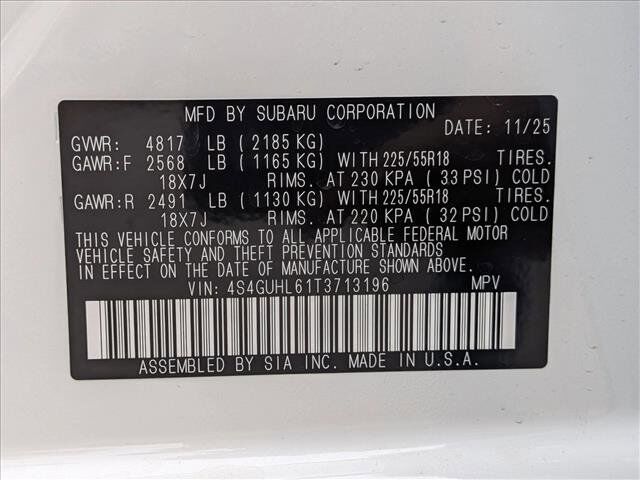 MFD BY SUBARU CORPORATION
DATE: 11/25
GVWR: 4817 LB (2185 KG)
GAWR:F 2568 LB (1165 KG) WITH 225/55R18 TIRES.
18X7J RIMS. AT 230 KPA (33 PSI) COLD
GAWR:R 2491 LB (1130 KG) WITH 225/55R18 TIRES.
18X7J RIMS. AT 220 KPA (32 PSI) COLD
THIS VEHICLE CONFORMS TO ALL APPLICABLE FEDERAL MOTOR
VEHICLE SAFETY AND THEFT PREVENTION STANDARDS
IN EFFECT ON THE DATE OF MANUFACTURE SHOWN ABOVE.
VIN: 4S4GUHL61T3713196 MPV
ASSEMBLED BY SIA INC. MADE IN U.S.A.